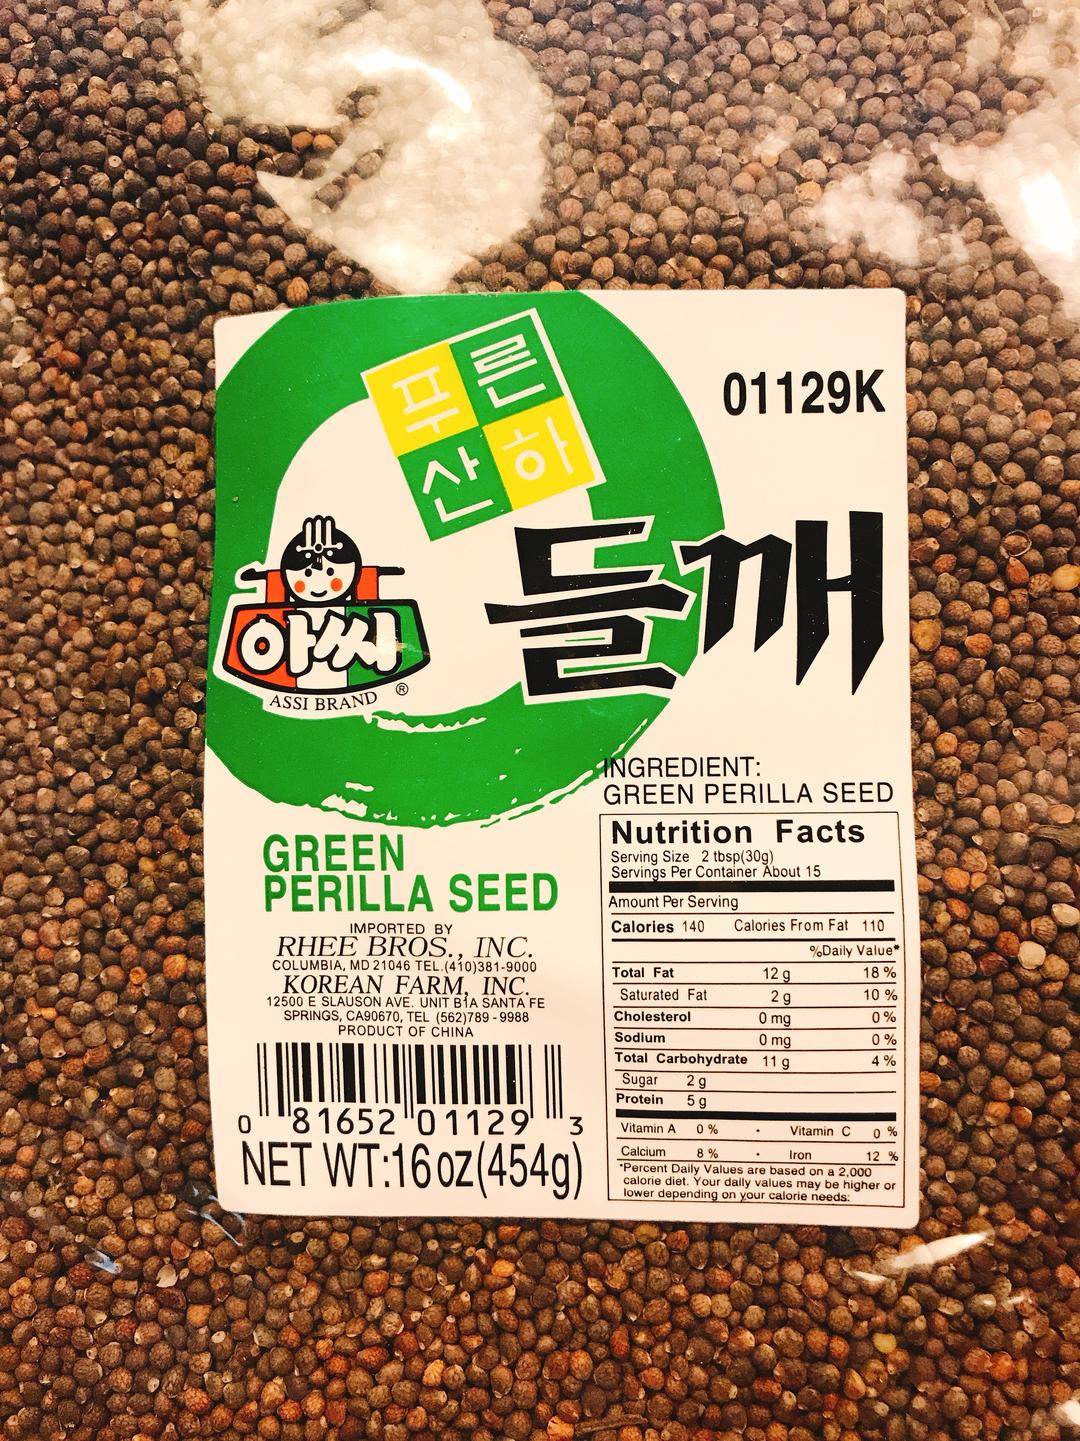 푸른
산하
01129K
들깨
아씨
ASSI BRAND ®
INGREDIENT:
GREEN PERILLA SEED
GREEN
PERILLA SEED
IMPORTED BY
RHEE BROS., INC.
COLUMBIA, MD 21046 TEL.(410)381-9000
KOREAN FARM, INC.
12500 E SLAUSON AVE. UNIT B1A SANTA FE
SPRINGS, CA90670, TEL (562)789-9988
PRODUCT OF CHINA
0 81652 01129 3
NET WT:16oz(454g)
Nutrition Facts
Serving Size 2 tbsp(30g)
Servings Per Container About 15
Amount Per Serving
Calories 140 Calories From Fat 110
%Daily Value*
Total Fat 12 g 18 %
Saturated Fat 2 g 10 %
Cholesterol 0 mg 0 %
Sodium 0 mg 0 %
Total Carbohydrate 11 g 4 %
Sugar 2 g
Protein 5 g
Vitamin A 0 % · Vitamin C 0 %
Calcium 8 % · Iron 12 %
*Percent Daily Values are based on a 2,000
calorie diet. Your daily values may be higher or
lower depending on your calorie needs: